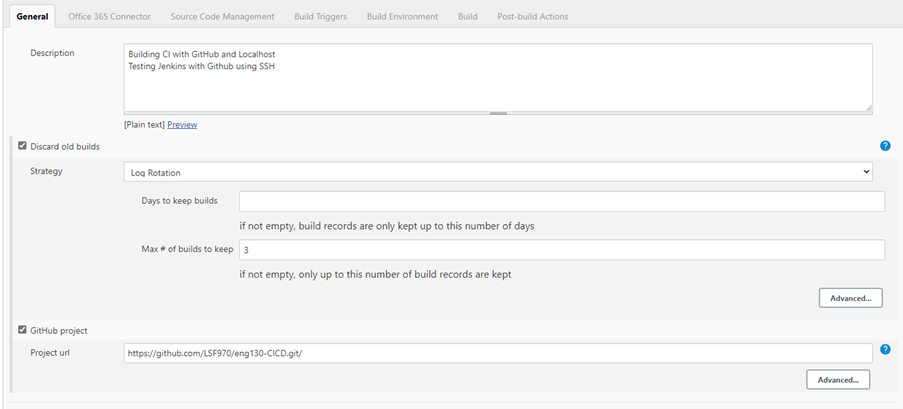 General Office 365 Connector Source Code Management Build Triggers Build Environment Build Post-build Actions
Description
Building CI with GitHub and Localhost
Testing Jenkins with Github using SSH
[Plain text] Preview
Discard old builds
?
Strategy
Log Rotation
Days to keep builds
if not empty, build records are only kept up to this number of days
Max # of builds to keep
3
if not empty, only up to this number of build records are kept
Advanced...
GitHub project
Project url
https://github.com/LSF970/eng130-CICD.git/
?
Advanced...